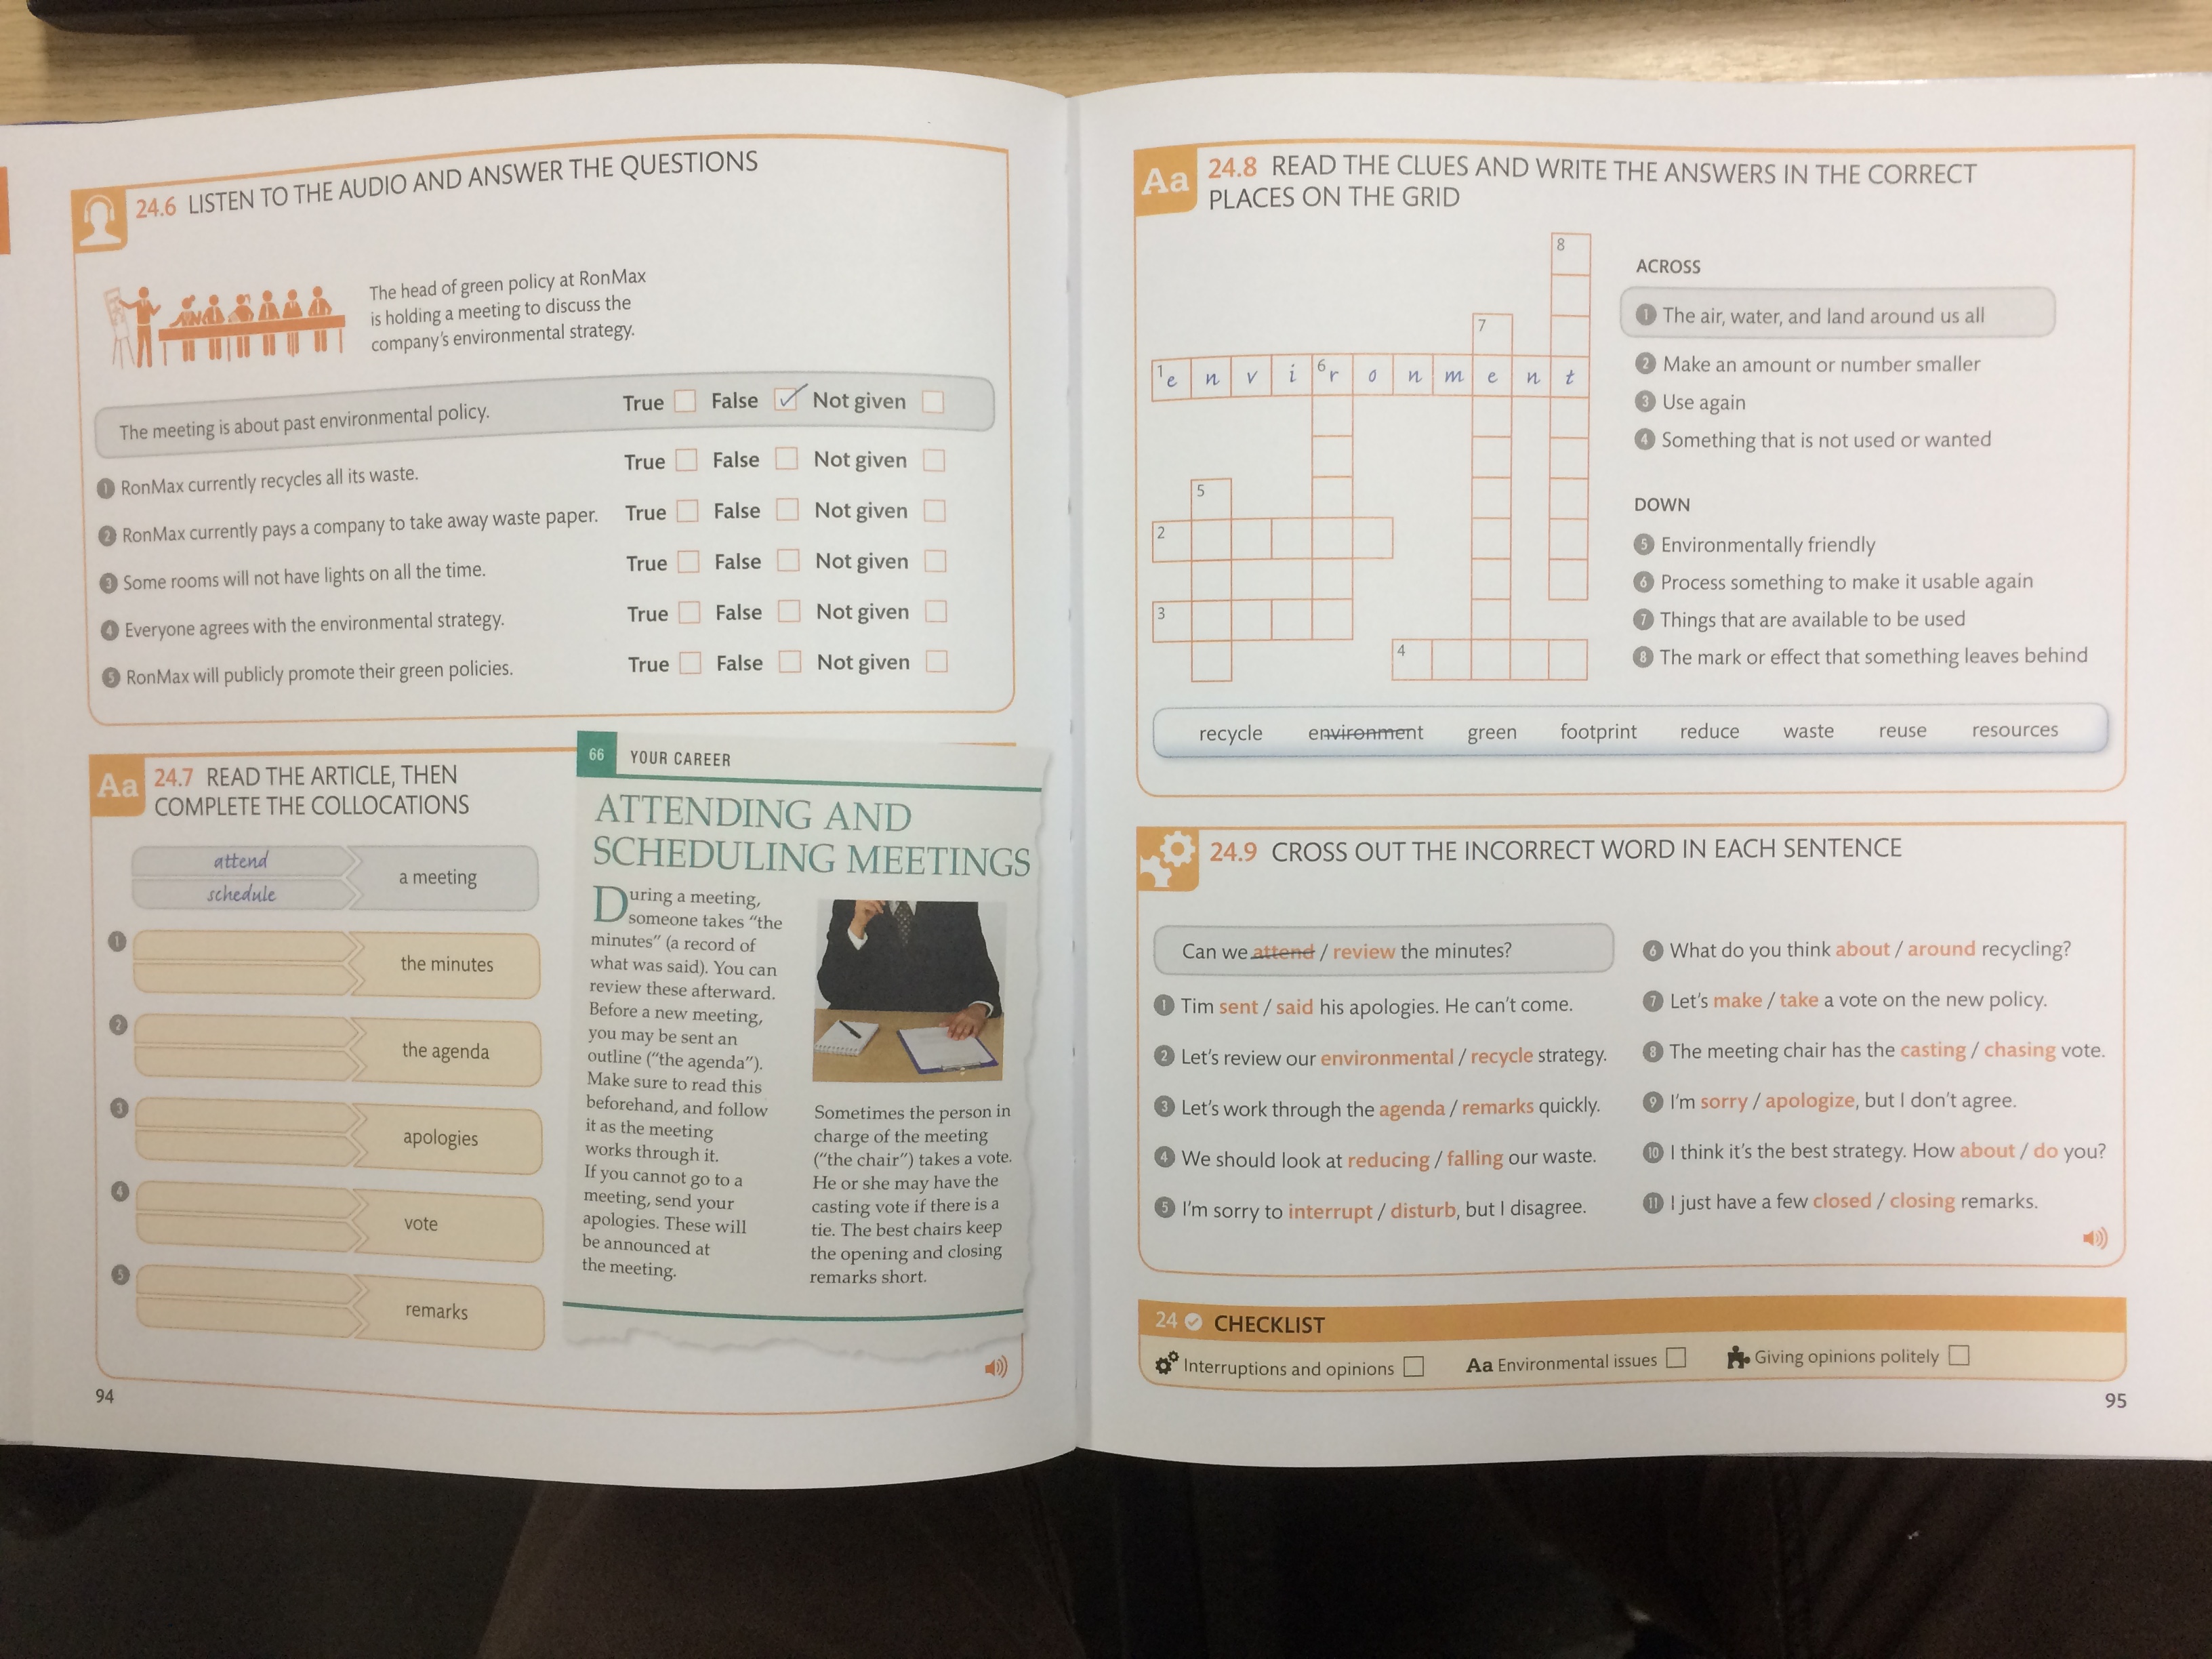 24.6 LISTEN TO THE AUDIO AND ANSWER THE QUESTIONS
The head of green policy at RonMax
is holding a meeting to discuss the
company's environmental strategy.
The meeting is about past environmental policy.
True False Not given
1 RonMax currently recycles all its waste.
True False Not given
2 RonMax currently pays a company to take away waste paper.
True False Not given
3 Some rooms will not have lights on all the time.
True False Not given
4 Everyone agrees with the environmental strategy.
True False Not given
5 RonMax will publicly promote their green policies.
True False Not given
Aa 24.7 READ THE ARTICLE, THEN
COMPLETE THE COLLOCATIONS
attend
schedule
a meeting
1 the minutes
2 the agenda
3 apologies
4 vote
5 remarks
66 YOUR CAREER
ATTENDING AND
SCHEDULING MEETINGS
During a meeting,
someone takes "the
minutes" (a record of
what was said). You can
review these afterward.
Before a new meeting,
you may be sent an
outline ("the agenda").
Make sure to read this
beforehand, and follow
it as the meeting
works through it.
If you cannot go to a
meeting, send your
apologies. These will
be announced at
the meeting.
Sometimes the person in
charge of the meeting
("the chair") takes a vote.
He or she may have the
casting vote if there is a
tie. The best chairs keep
the opening and closing
remarks short.
94
Aa 24.8 READ THE CLUES AND WRITE THE ANSWERS IN THE CORRECT
PLACES ON THE GRID
8
7
1e n v i 6r o n m e n t
5
2
3
4
ACROSS
1 The air, water, and land around us all
2 Make an amount or number smaller
3 Use again
4 Something that is not used or wanted
DOWN
5 Environmentally friendly
6 Process something to make it usable again
7 Things that are available to be used
8 The mark or effect that something leaves behind
recycle environment green footprint reduce waste reuse resources
24.9 CROSS OUT THE INCORRECT WORD IN EACH SENTENCE
Can we attend / review the minutes?
1 Tim sent / said his apologies. He can't come.
2 Let's review our environmental / recycle strategy.
3 Let's work through the agenda / remarks quickly.
4 We should look at reducing / falling our waste.
5 I'm sorry to interrupt / disturb, but I disagree.
6 What do you think about / around recycling?
7 Let's make / take a vote on the new policy.
8 The meeting chair has the casting / chasing vote.
9 I'm sorry / apologize, but I don't agree.
10 I think it's the best strategy. How about / do you?
11 I just have a few closed / closing remarks.
24 CHECKLIST
Interruptions and opinions Aa Environmental issues Giving opinions politely
95